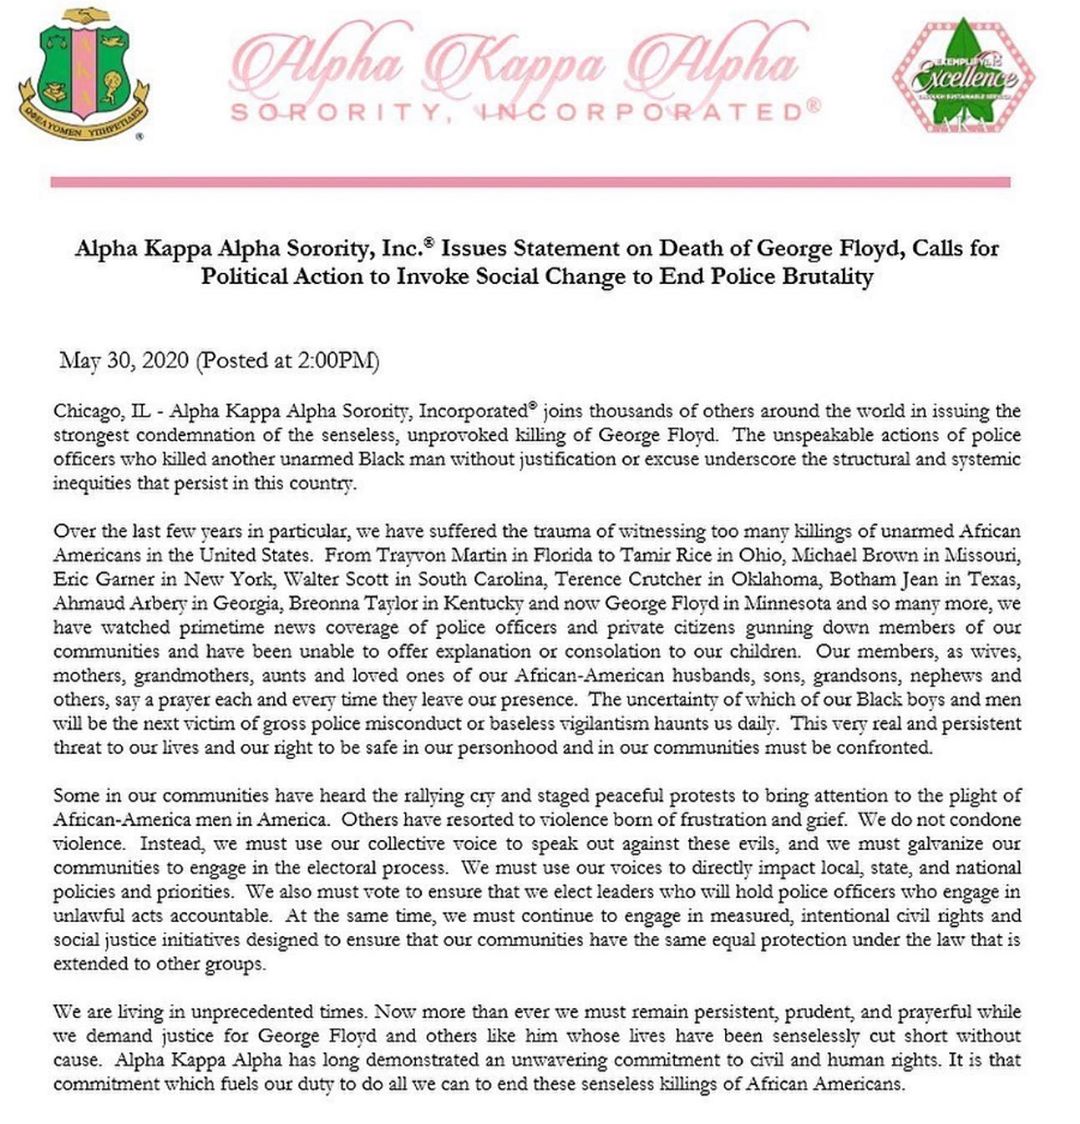 Alpha Kappa Alpha
SORORITY, INCORPORATED®
ΩΦΕΛΥΟΜΕΝ ΥΠΗΡΕΤΙΔΕΣ
®
EXEMPLIFYING
Excellence
THROUGH SUSTAINABLE SERVICE
AKA
Alpha Kappa Alpha Sorority, Inc.® Issues Statement on Death of George Floyd, Calls for
Political Action to Invoke Social Change to End Police Brutality
May 30, 2020 (Posted at 2:00PM)
Chicago, IL - Alpha Kappa Alpha Sorority, Incorporated® joins thousands of others around the world in issuing the
strongest condemnation of the senseless, unprovoked killing of George Floyd. The unspeakable actions of police
officers who killed another unarmed Black man without justification or excuse underscore the structural and systemic
inequities that persist in this country.
Over the last few years in particular, we have suffered the trauma of witnessing too many killings of unarmed African
Americans in the United States. From Trayvon Martin in Florida to Tamir Rice in Ohio, Michael Brown in Missouri,
Eric Garner in New York, Walter Scott in South Carolina, Terence Crutcher in Oklahoma, Botham Jean in Texas,
Ahmaud Arbery in Georgia, Breonna Taylor in Kentucky and now George Floyd in Minnesota and so many more, we
have watched primetime news coverage of police officers and private citizens gunning down members of our
communities and have been unable to offer explanation or consolation to our children. Our members, as wives,
mothers, grandmothers, aunts and loved ones of our African-American husbands, sons, grandsons, nephews and
others, say a prayer each and every time they leave our presence. The uncertainty of which of our Black boys and men
will be the next victim of gross police misconduct or baseless vigilantism haunts us daily. This very real and persistent
threat to our lives and our right to be safe in our personhood and in our communities must be confronted.
Some in our communities have heard the rallying cry and staged peaceful protests to bring attention to the plight of
African-America men in America. Others have resorted to violence born of frustration and grief. We do not condone
violence. Instead, we must use our collective voice to speak out against these evils, and we must galvanize our
communities to engage in the electoral process. We must use our voices to directly impact local, state, and national
policies and priorities. We also must vote to ensure that we elect leaders who will hold police officers who engage in
unlawful acts accountable. At the same time, we must continue to engage in measured, intentional civil rights and
social justice initiatives designed to ensure that our communities have the same equal protection under the law that is
extended to other groups.
We are living in unprecedented times. Now more than ever we must remain persistent, prudent, and prayerful while
we demand justice for George Floyd and others like him whose lives have been senselessly cut short without
cause. Alpha Kappa Alpha has long demonstrated an unwavering commitment to civil and human rights. It is that
commitment which fuels our duty to do all we can to end these senseless killings of African Americans.